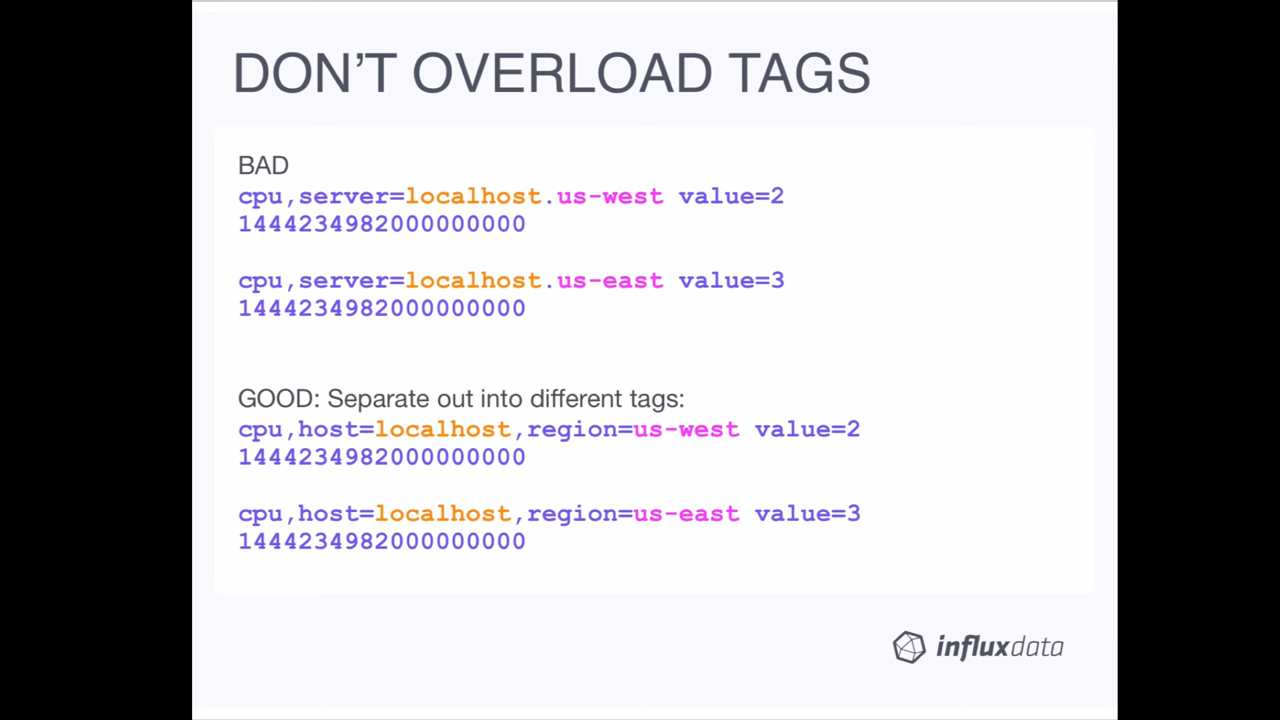 DON’T OVERLOAD TAGS
BAD
cpu,server=localhost.us-west value=2
1444234982000000000
cpu,server=localhost.us-east value=3
1444234982000000000
GOOD: Separate out into different tags:
cpu,host=localhost,region=us-west value=2
1444234982000000000
cpu,host=localhost,region=us-east value=3
1444234982000000000
influxdata